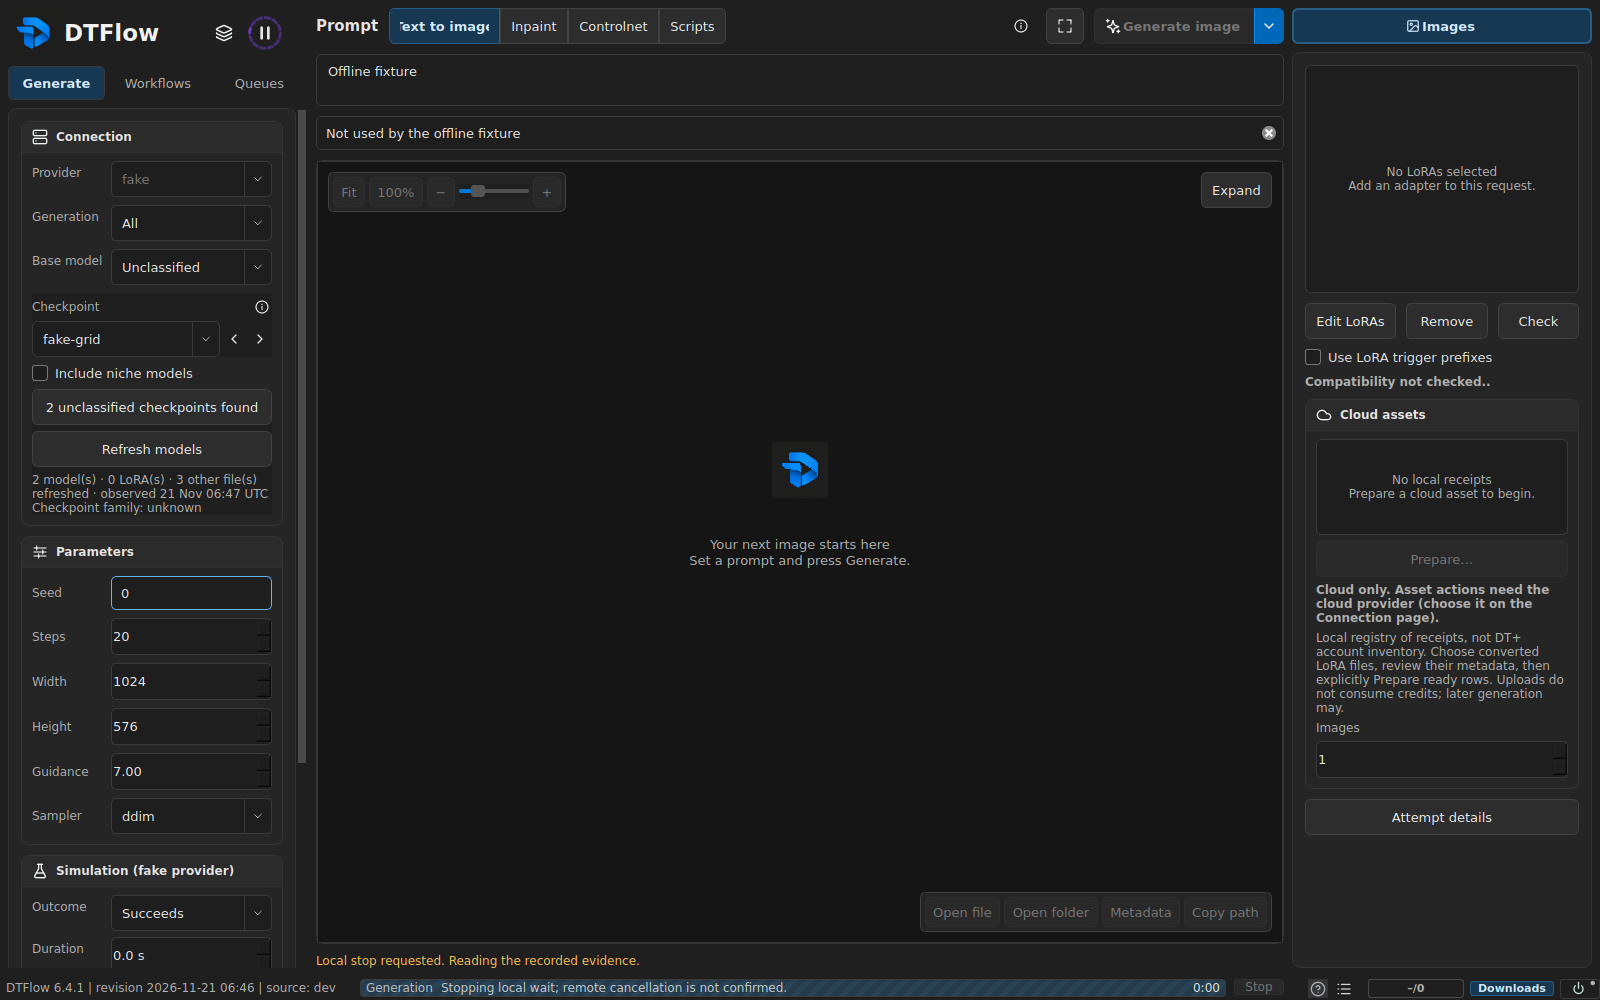 DTFlow
Generate
Workflows
Queues
Connection
Provider
fake
Generation
All
Base model
Unclassified
Checkpoint
fake-grid
Include niche models
2 unclassified checkpoints found
Refresh models
2 model(s) · 0 LoRA(s) · 3 other file(s)
refreshed · observed 21 Nov 06:47 UTC
Checkpoint family: unknown
Parameters
Seed
0
Steps
20
Width
1024
Height
576
Guidance
7.00
Sampler
ddim
Simulation (fake provider)
Outcome
Succeeds
Duration
0.0 s
Prompt
Text to image
Inpaint
Controlnet
Scripts
Generate image
Offline fixture
Not used by the offline fixture
Fit
100%
−
+
Expand
Your next image starts here
Set a prompt and press Generate.
Open file
Open folder
Metadata
Copy path
Local stop requested. Reading the recorded evidence.
Images
No LoRAs selected
Add an adapter to this request.
Edit LoRAs
Remove
Check
Use LoRA trigger prefixes
Compatibility not checked..
Cloud assets
No local receipts
Prepare a cloud asset to begin.
Prepare...
Cloud only. Asset actions need the
cloud provider (choose it on the
Connection page).
Local registry of receipts, not DT+
account inventory. Choose converted
LoRA files, review their metadata, then
explicitly Prepare ready rows. Uploads do
not consume credits; later generation
may.
Images
1
Attempt details
DTFlow 6.4.1 | revision 2026-11-21 06:46 | source: dev
Generation Stopping local wait; remote cancellation is not confirmed.
0:00
Stop
–/0
Downloads